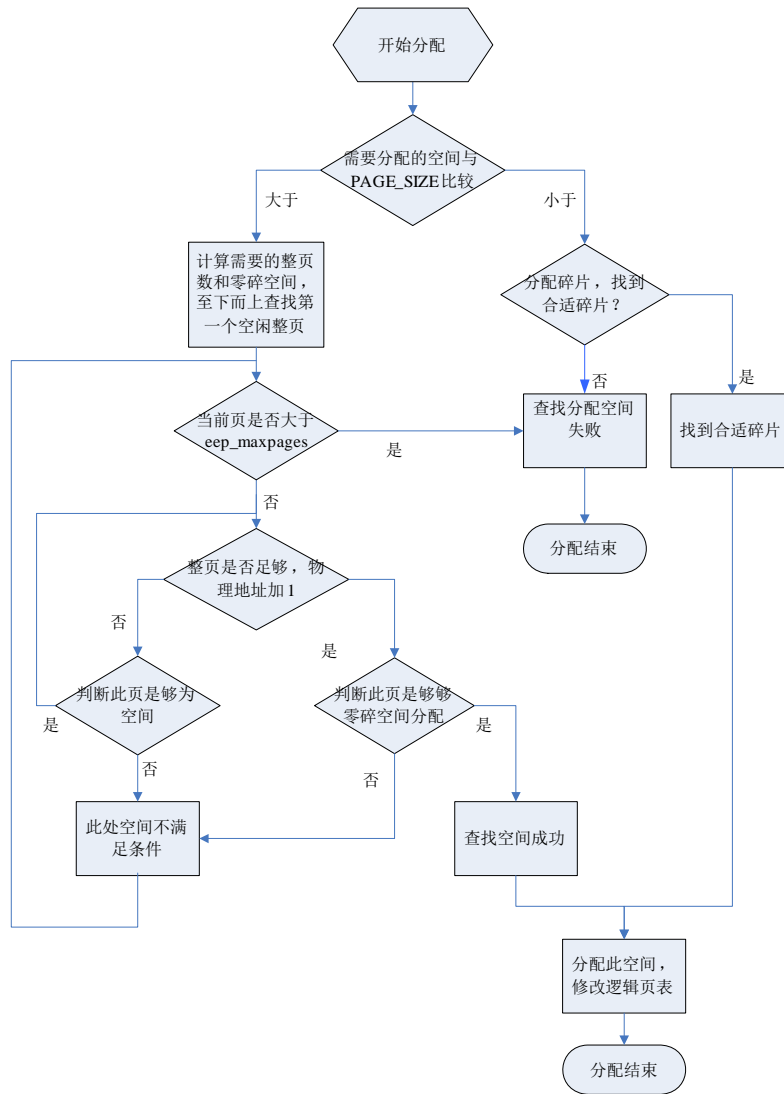 开始分配
需要分配的空间与
PAGE_SIZE比较
大于
小于
计算需要的整页
数和零碎空间，
至下而上查找第
一个空闲整页
分配碎片，找到
合适碎片？
否
是
当前页是否大于
eep_maxpages
是
查找分配空间
失败
找到合适碎片
否
分配结束
整页是否足够，物
理地址加1
否
是
判断此页是够为
空间
是
判断此页是够够
零碎空间分配
是
否
否
此处空间不满
足条件
查找空间成功
分配此空间，
修改逻辑页表
分配结束